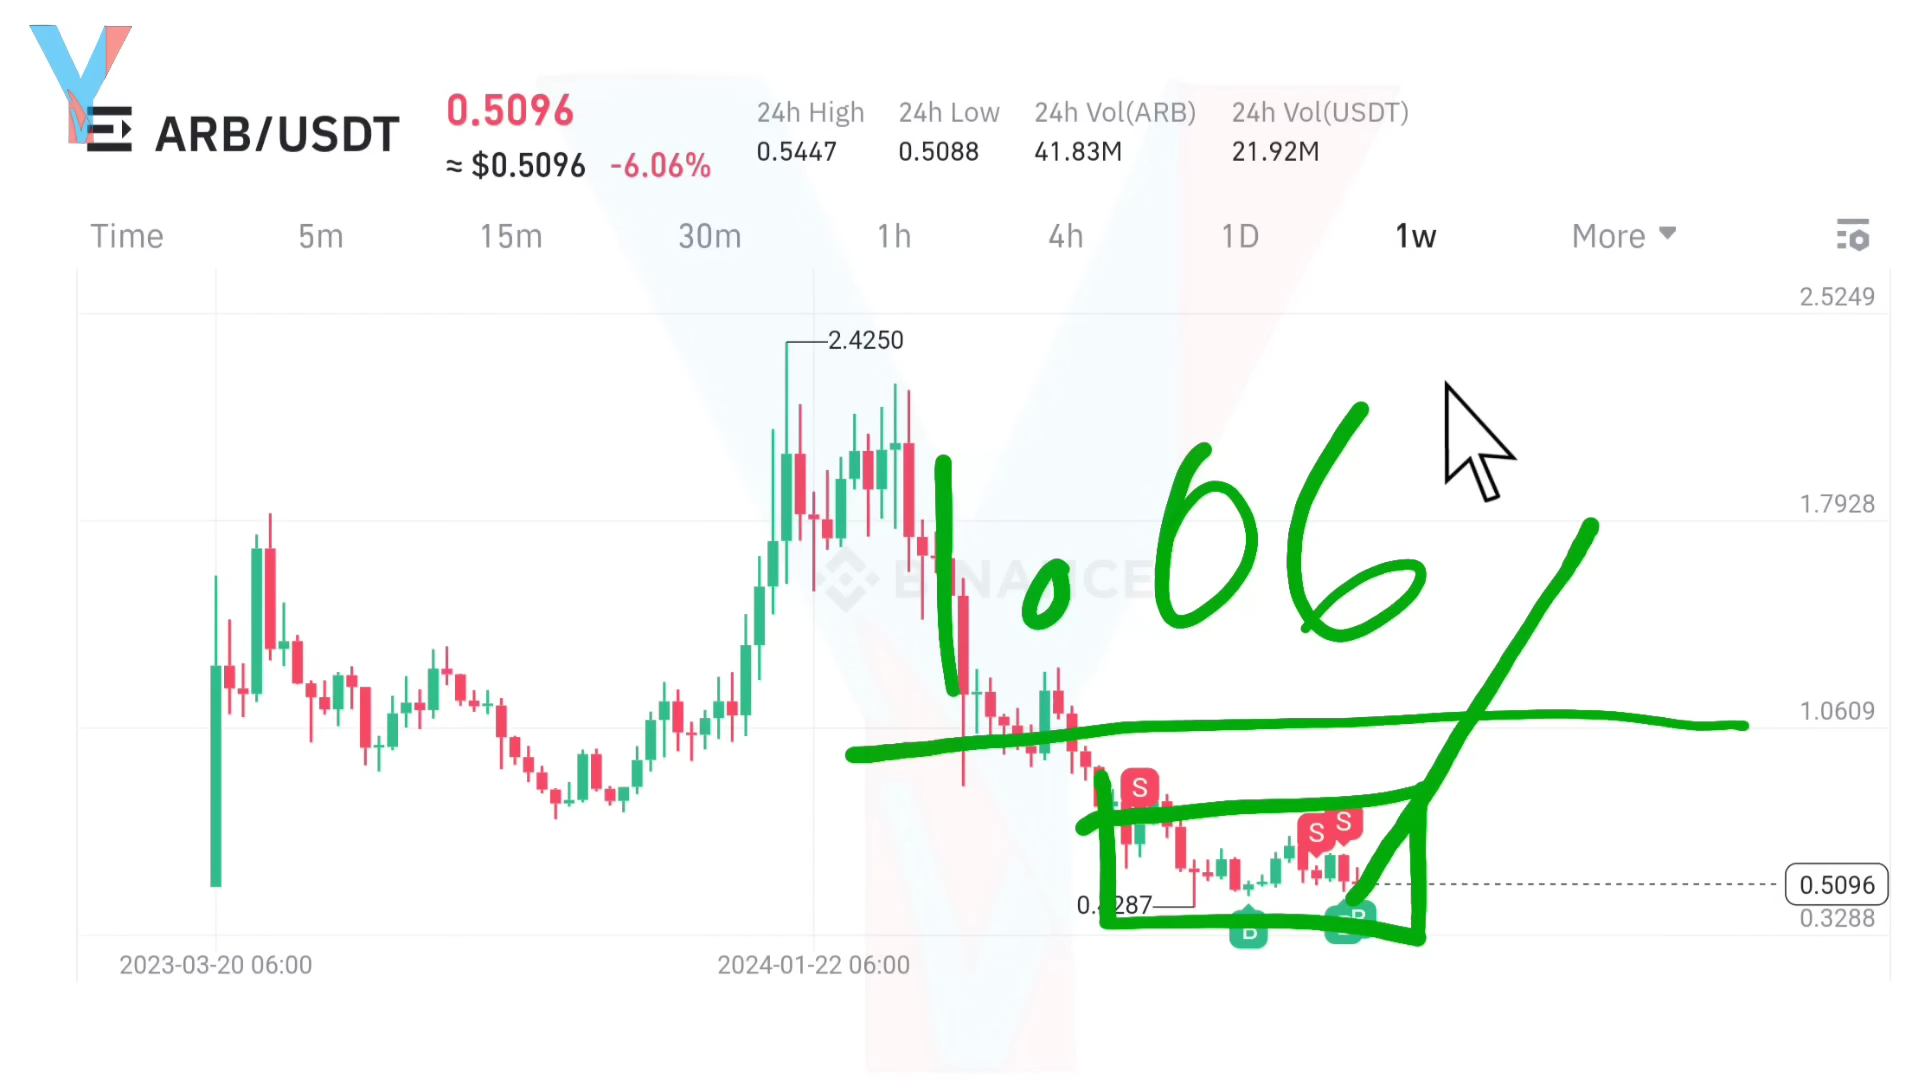 ARB/USDT
0.5096
≈ $0.5096 -6.06%
24h High 24h Low 24h Vol(ARB) 24h Vol(USDT)
0.5447 0.5088 41.83M 21.92M
Time 5m 15m 30m 1h 4h 1D 1w More
2.5249
2.4250
1.7928
1.06
BINANCE
1.0609
S
S S
0.5096
0.3288
B B
2023-03-20 06:00 2024-01-22 06:00